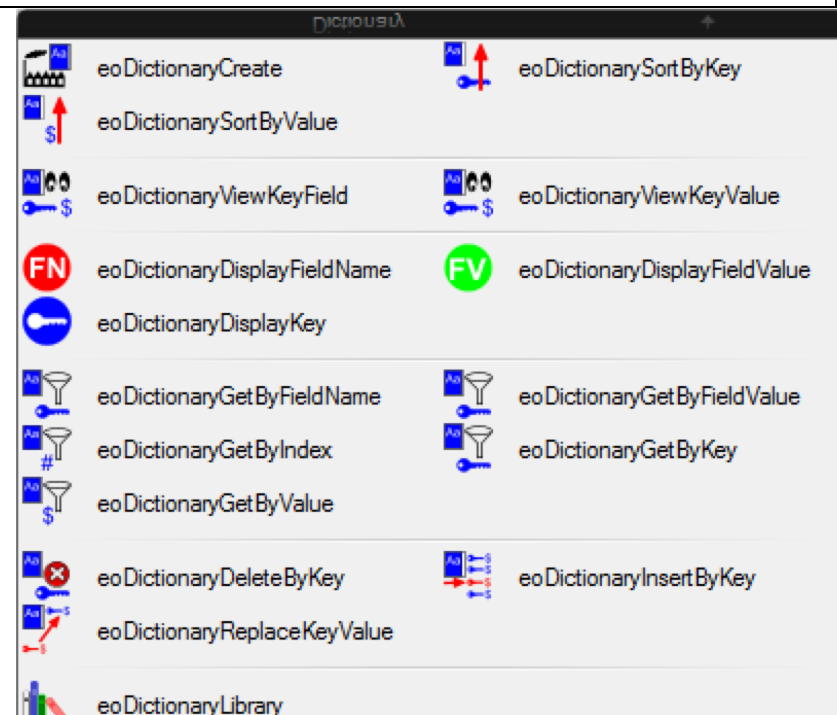 Dictionary
eoDictionaryCreate eoDictionarySortByKey
eoDictionarySortByValue
eoDictionaryViewKeyField eoDictionaryViewKeyValue
FN eoDictionaryDisplayFieldName FV eoDictionaryDisplayFieldValue
eoDictionaryDisplayKey
eoDictionaryGetByFieldName eoDictionaryGetByFieldValue
# eoDictionaryGetByIndex eoDictionaryGetByKey
$ eoDictionaryGetByValue
eoDictionaryDeleteByKey eoDictionaryInsertByKey
eoDictionaryReplaceKeyValue
eoDictionaryLibrary